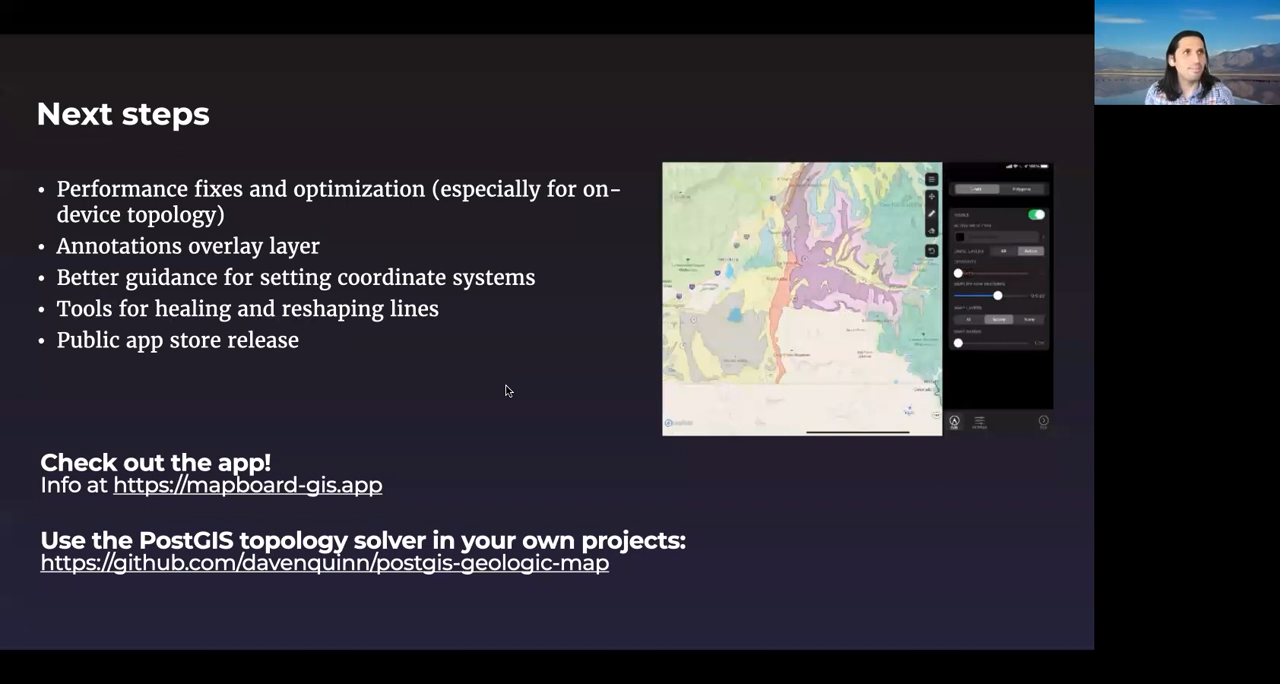 Next steps
• Performance fixes and optimization (especially for on-
device topology)
• Annotations overlay layer
• Better guidance for setting coordinate systems
• Tools for healing and reshaping lines
• Public app store release
Check out the app!
Info at https://mapboard-gis.app
Use the PostGIS topology solver in your own projects:
https://github.com/davenquinn/postgis-geologic-map